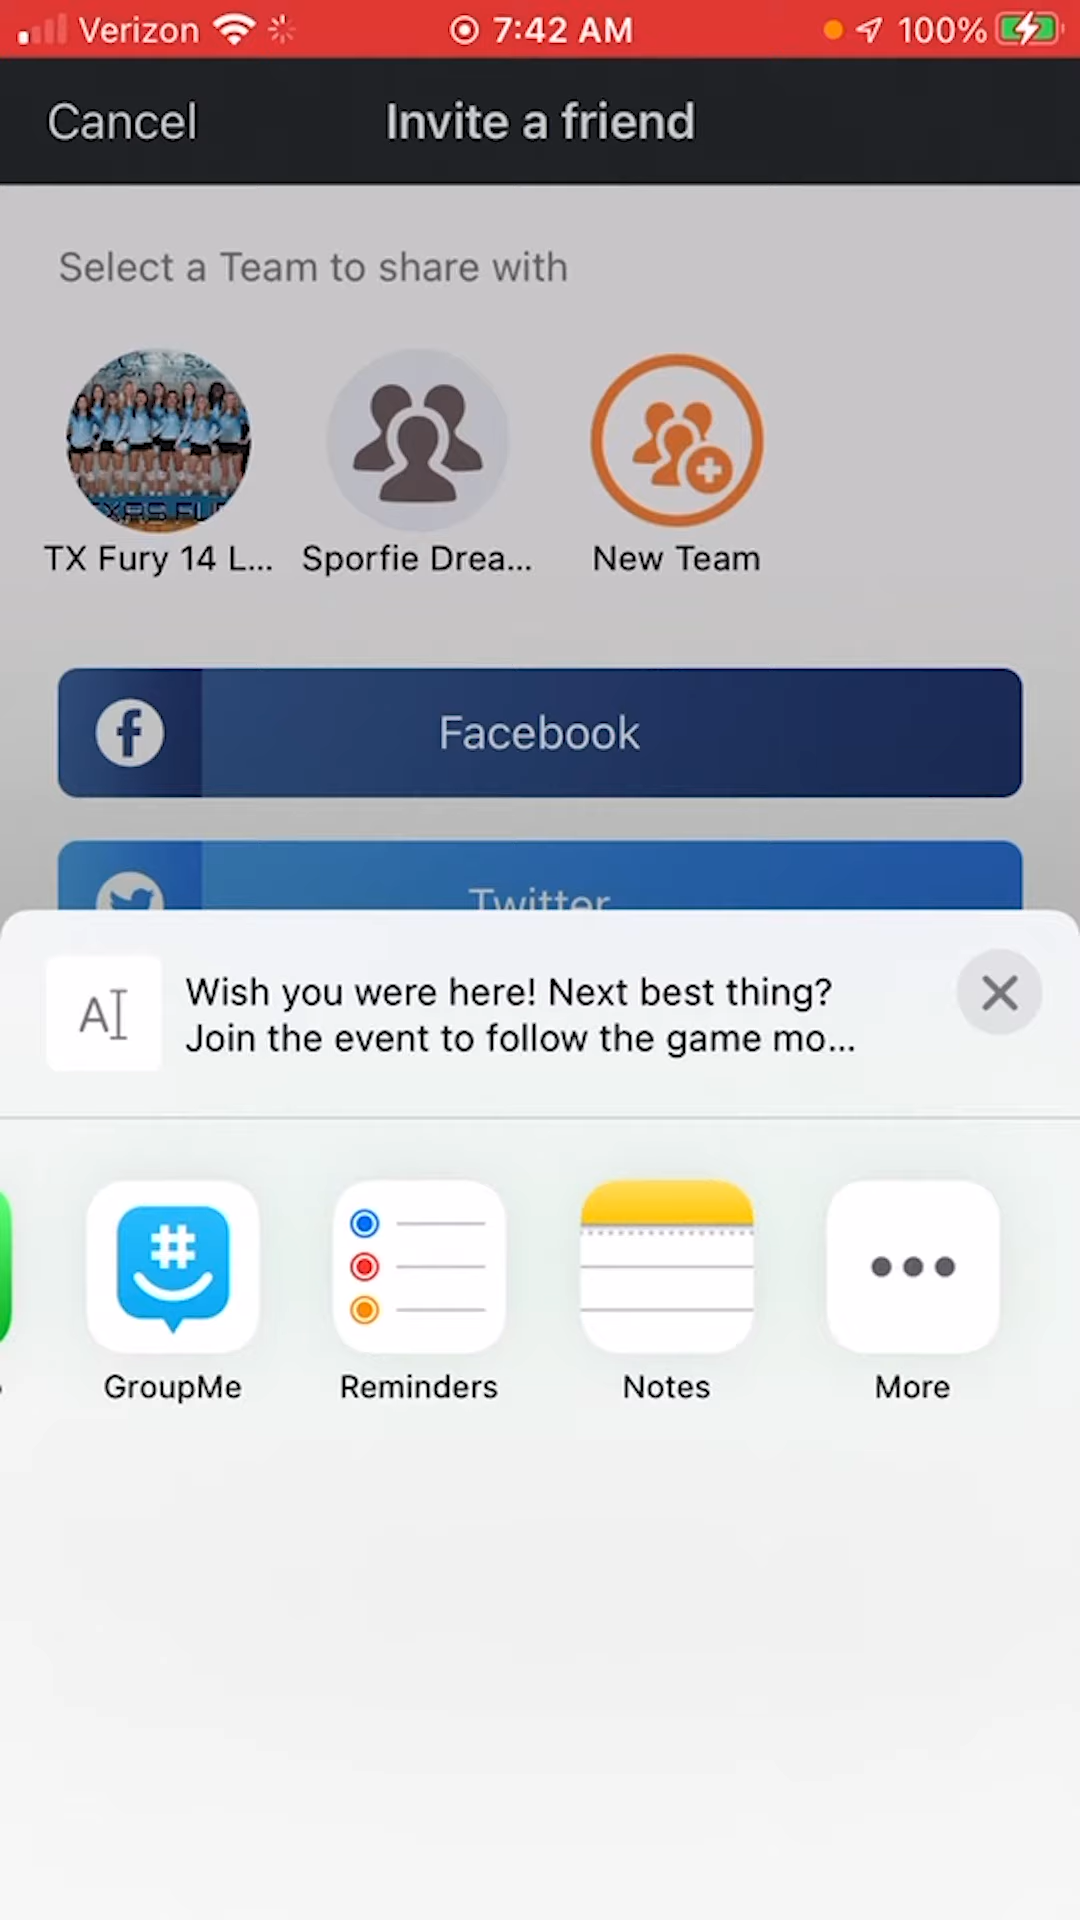 Verizon 7:42 AM 100%
Cancel Invite a friend
Select a Team to share with
TX Fury 14 L... Sporfie Drea... New Team
Facebook
Twitter
Wish you were here! Next best thing?
Join the event to follow the game mo...
GroupMe Reminders Notes More